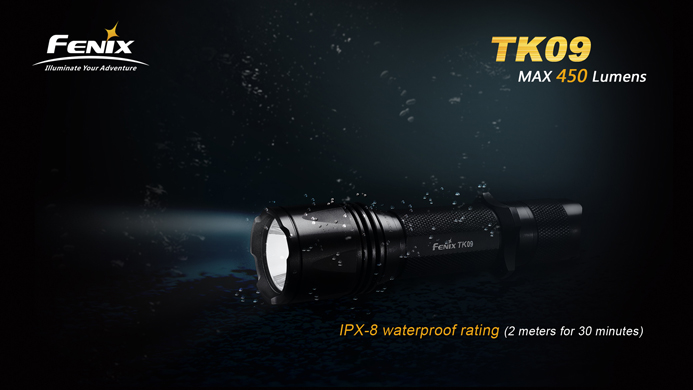 FENIX
Illuminate Your Adventure
TK09
MAX 450 Lumens
FENIX TK09
IPX-8 waterproof rating (2 meters for 30 minutes)